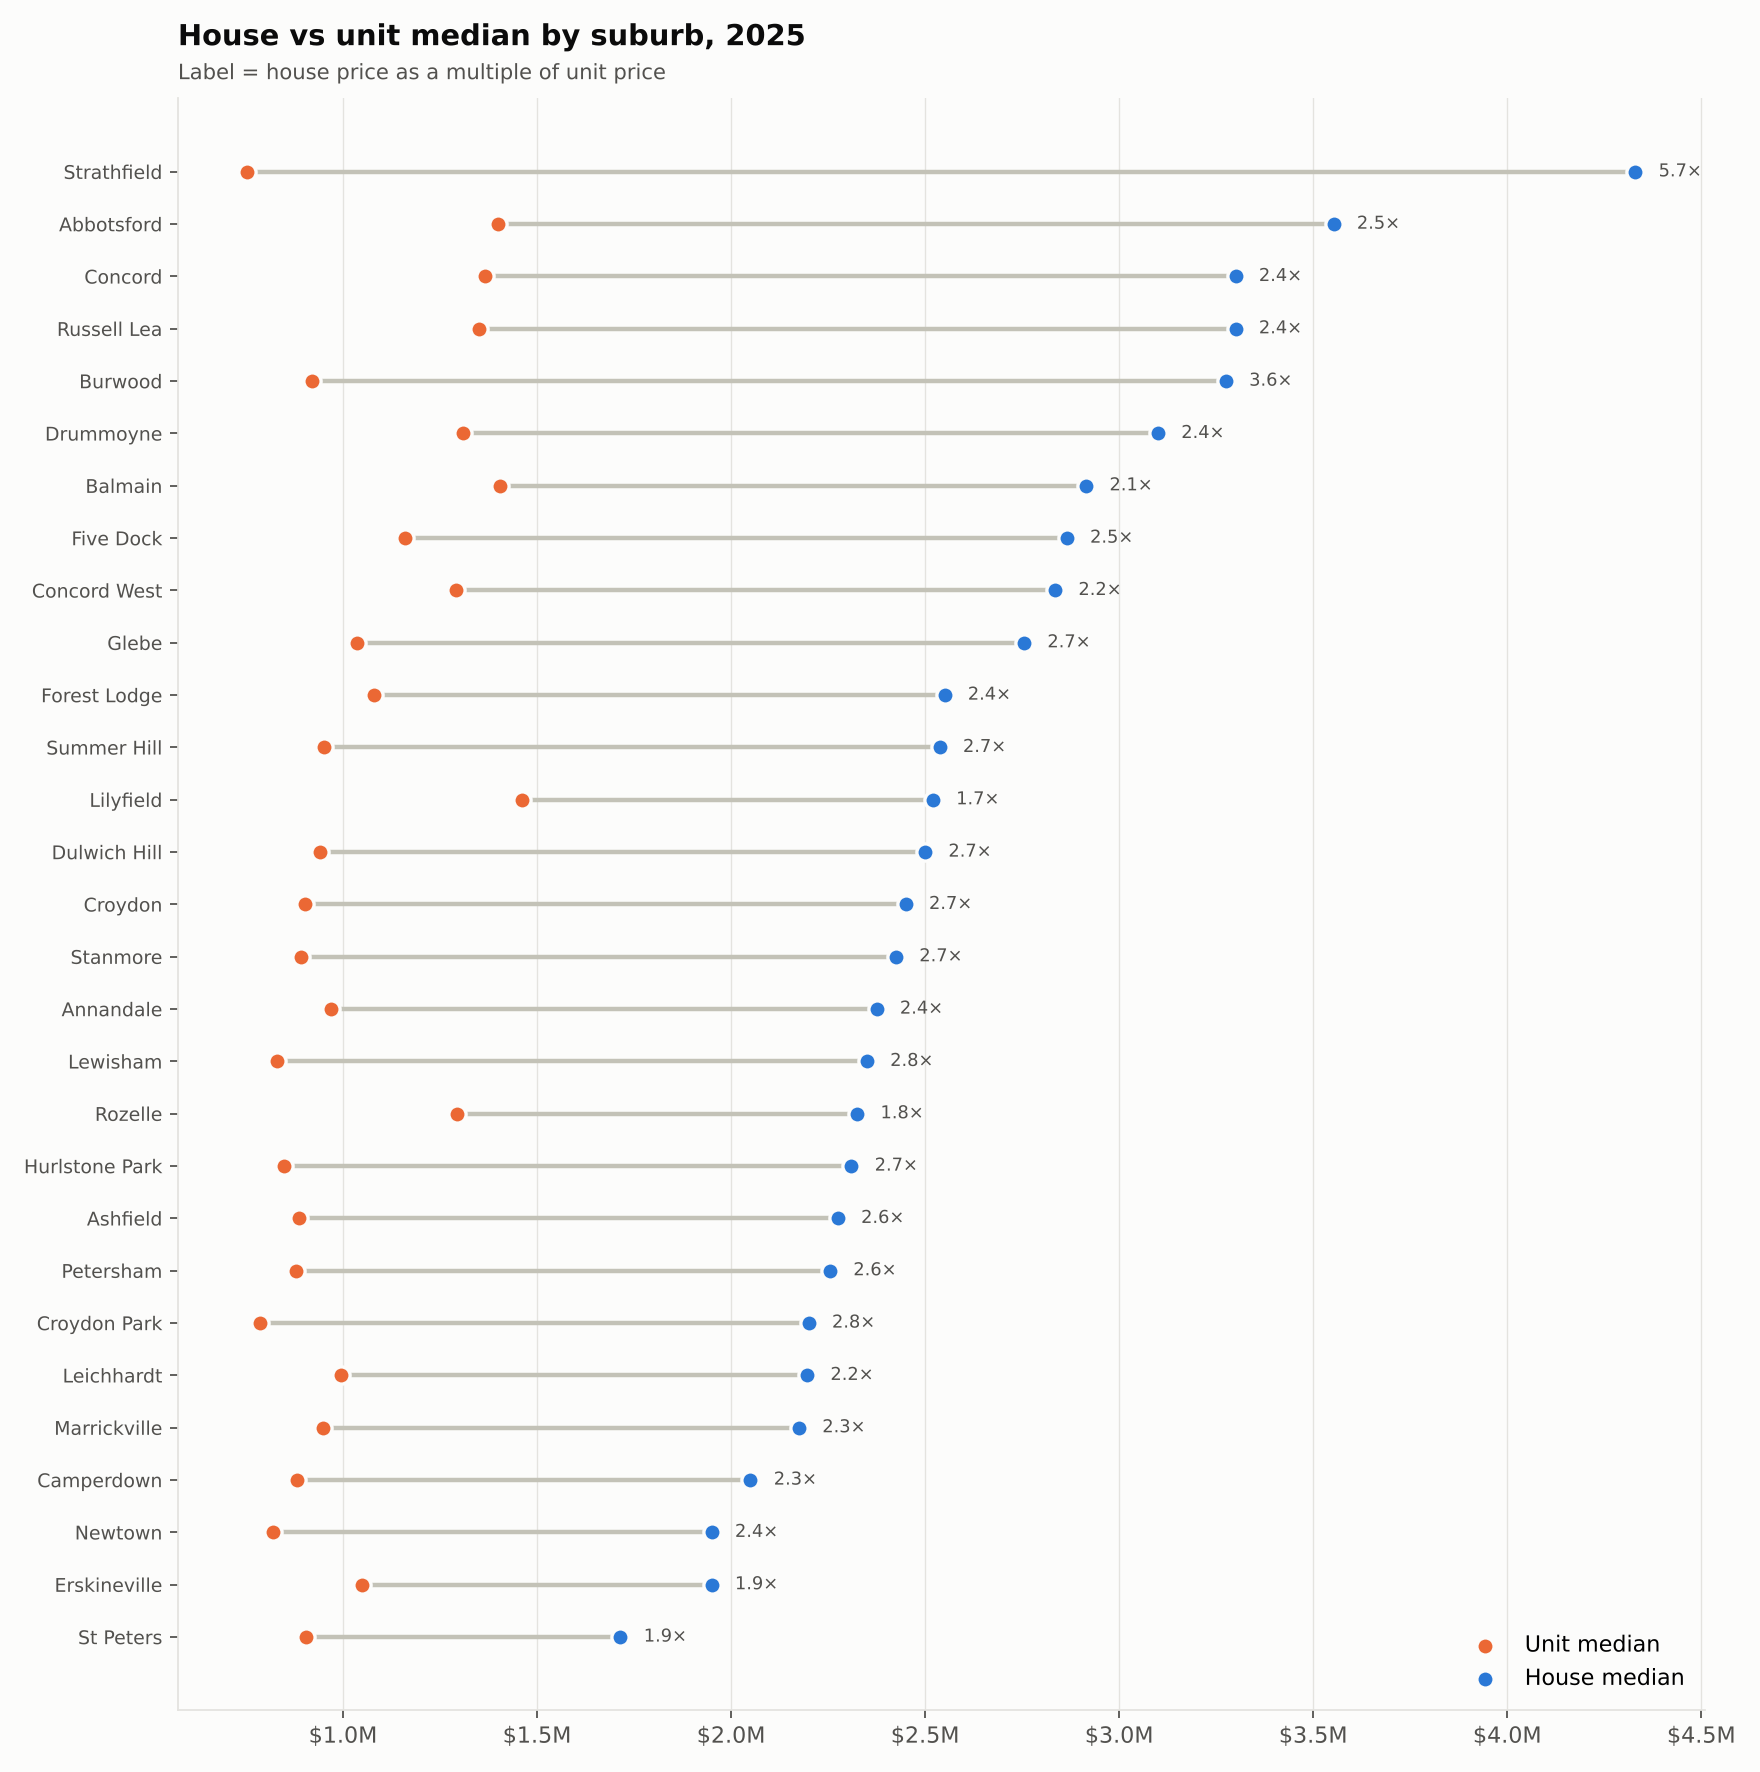 House vs unit median by suburb, 2025
Label = house price as a multiple of unit price
Strathfield 5.7×
Abbotsford 2.5×
Concord 2.4×
Russell Lea 2.4×
Burwood 3.6×
Drummoyne 2.4×
Balmain 2.1×
Five Dock 2.5×
Concord West 2.2×
Glebe 2.7×
Forest Lodge 2.4×
Summer Hill 2.7×
Lilyfield 1.7×
Dulwich Hill 2.7×
Croydon 2.7×
Stanmore 2.7×
Annandale 2.4×
Lewisham 2.8×
Rozelle 1.8×
Hurlstone Park 2.7×
Ashfield 2.6×
Petersham 2.6×
Croydon Park 2.8×
Leichhardt 2.2×
Marrickville 2.3×
Camperdown 2.3×
Newtown 2.4×
Erskineville 1.9×
St Peters 1.9×
Unit median
House median
$1.0M $1.5M $2.0M $2.5M $3.0M $3.5M $4.0M $4.5M